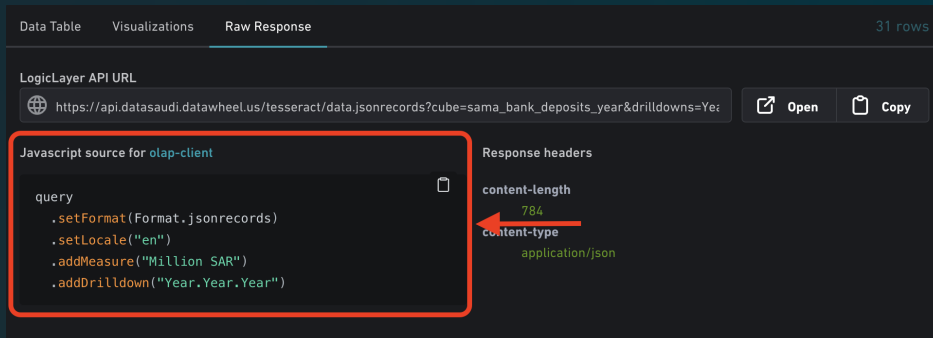 Data Table
Visualizations
Raw Response
31 rows
LogicLayer API URL
https://api.datasaudi.datawheel.us/tesseract/data.jsonrecords?cube=sama_bank_deposits_year&drilldowns=Yea
Open
Copy
Javascript source for olap-client
query
.setFormat(Format.jsonrecords)
.setLocale("en")
.addMeasure("Million SAR")
.addDrilldown("Year.Year.Year")
Response headers
content-length
784
content-type
application/json